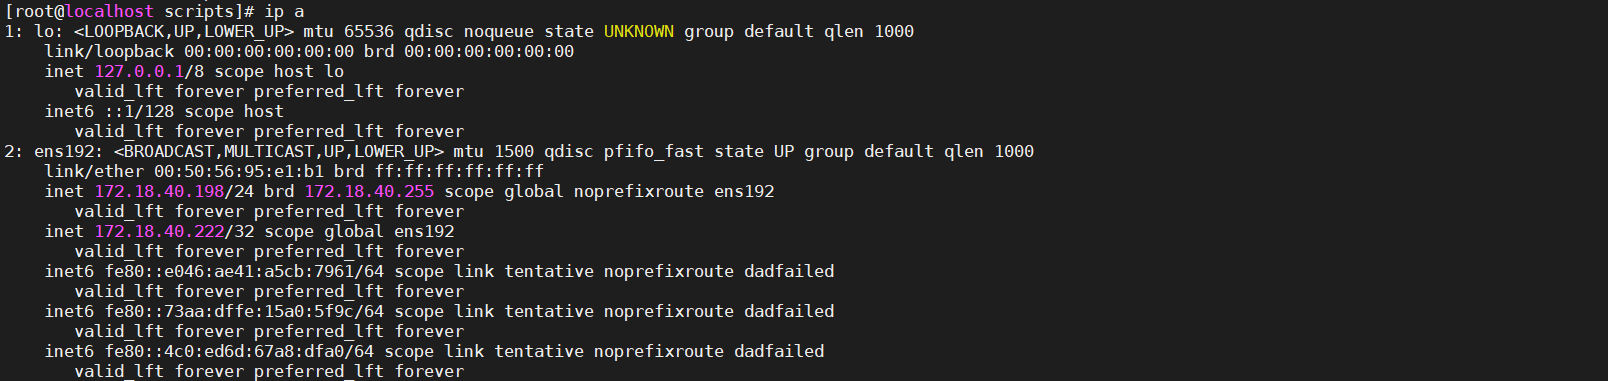 [root@localhost scripts]# ip a
1: lo: <LOOPBACK,UP,LOWER_UP> mtu 65536 qdisc noqueue state UNKNOWN group default qlen 1000
    link/loopback 00:00:00:00:00:00 brd 00:00:00:00:00:00
    inet 127.0.0.1/8 scope host lo
       valid_lft forever preferred_lft forever
    inet6 ::1/128 scope host
       valid_lft forever preferred_lft forever
2: ens192: <BROADCAST,MULTICAST,UP,LOWER_UP> mtu 1500 qdisc pfifo_fast state UP group default qlen 1000
    link/ether 00:50:56:95:e1:b1 brd ff:ff:ff:ff:ff:ff
    inet 172.18.40.198/24 brd 172.18.40.255 scope global noprefixroute ens192
       valid_lft forever preferred_lft forever
    inet 172.18.40.222/32 scope global ens192
       valid_lft forever preferred_lft forever
    inet6 fe80::e046:ae41:a5cb:7961/64 scope link tentative noprefixroute dadfailed
       valid_lft forever preferred_lft forever
    inet6 fe80::73aa:dffe:15a0:5f9c/64 scope link tentative noprefixroute dadfailed
       valid_lft forever preferred_lft forever
    inet6 fe80::4c0:ed6d:67a8:dfa0/64 scope link tentative noprefixroute dadfailed
       valid_lft forever preferred_lft forever